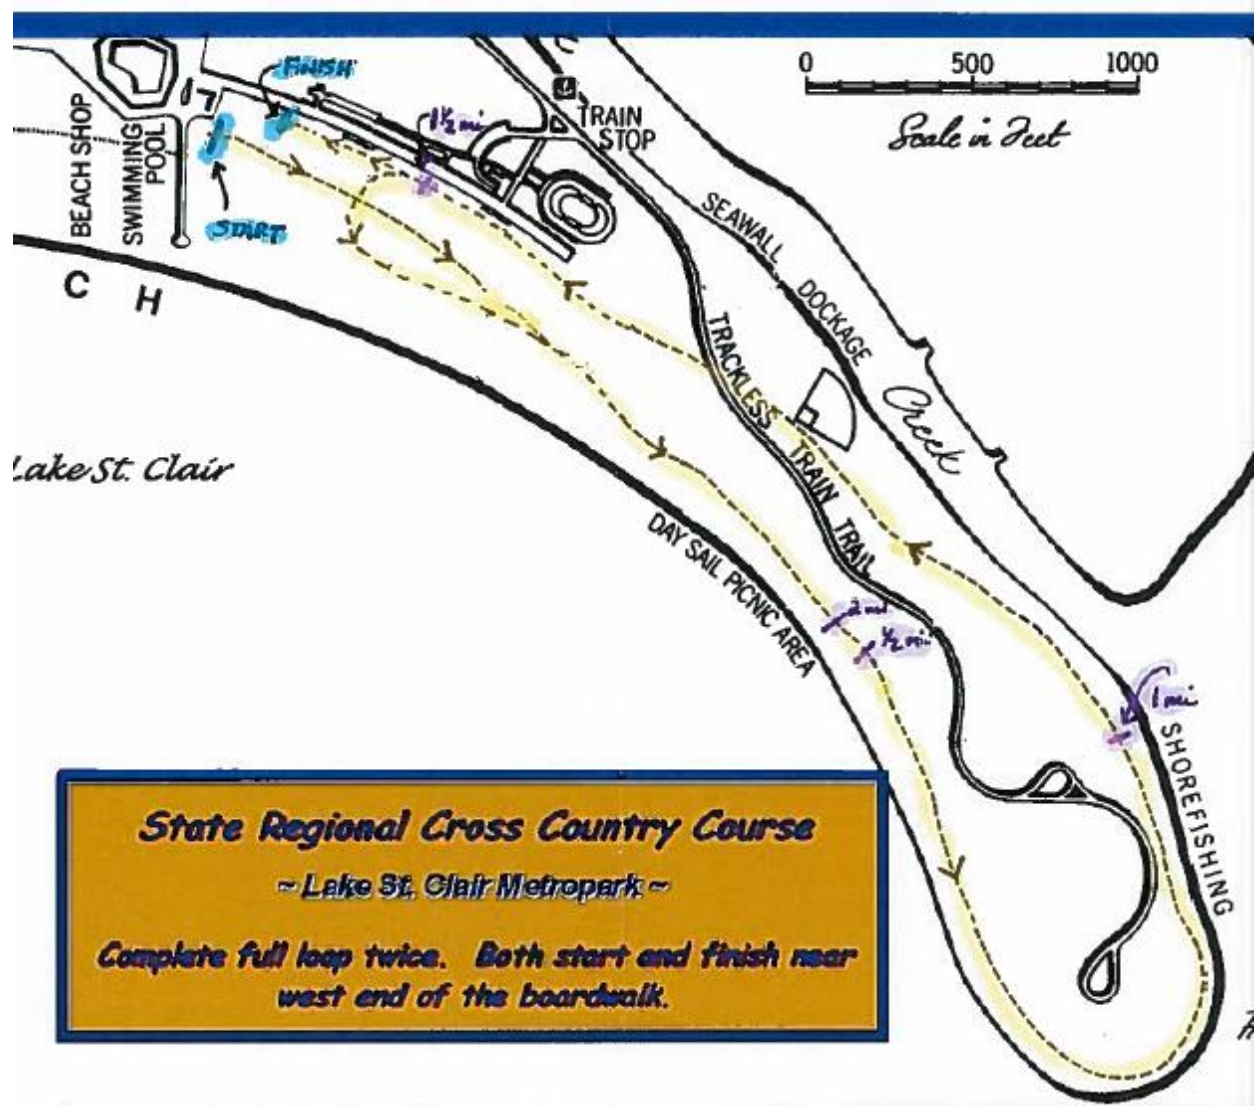 FINISH
1½ mi
TRAIN
STOP
0 500 1000
Scale in Feet
BEACH SHOP
SWIMMING
POOL
START
C H
SEAWALL DOCKAGE
Creek
TRACKLESS TRAIN TRAIL
Lake St. Clair
DAY SAIL PICNIC AREA
2 mi
½ mi
1 mi
SHOREFISHING
State Regional Cross Country Course
~ Lake St. Clair Metropark ~
Complete full loop twice. Both start and finish near
west end of the boardwalk.